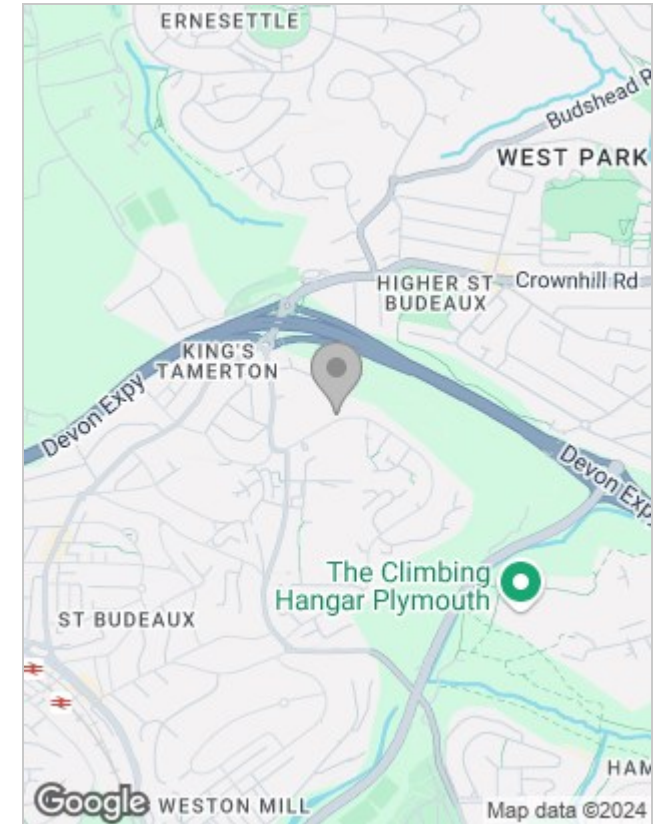 ERNESETTLE
Budshead R
WEST PARK
HIGHER ST
BUDEAUX
Crownhill Rd
KING'S
TAMERTON
Devon Expy
Devon Expy
The Climbing
Hangar Plymouth
ST BUDEAUX
HAM
WESTON MILL
Google
Map data ©2024